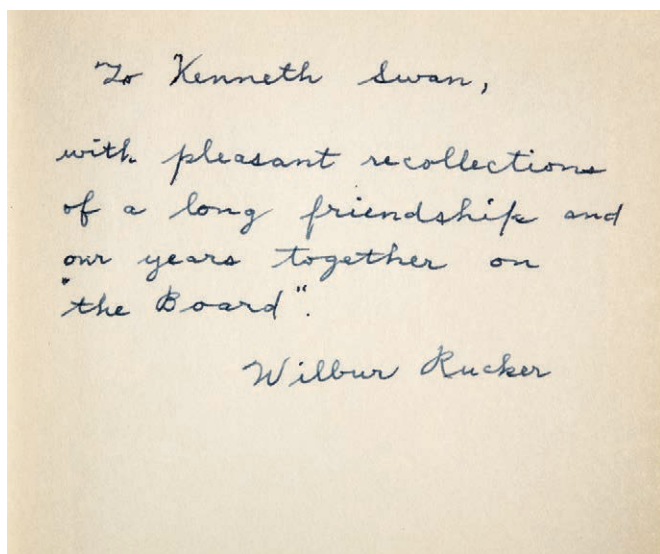 To Kenneth Swan,
with pleasant recollections
of a long friendship and
our years together on
"the Board".
Wilbur Rucker